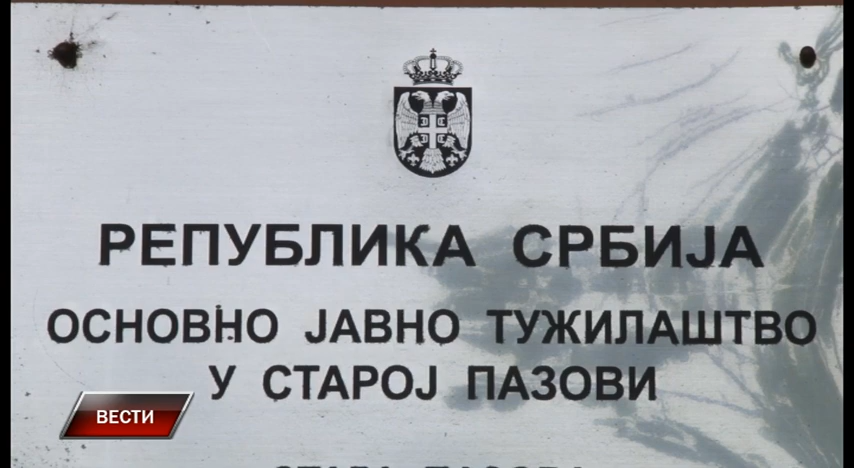 РЕПУБЛИКА СРБИЈА
ОСНОВНО ЈАВНО ТУЖИЛАШТВО
У СТАРОЈ ПАЗОВИ
ВЕСТИ